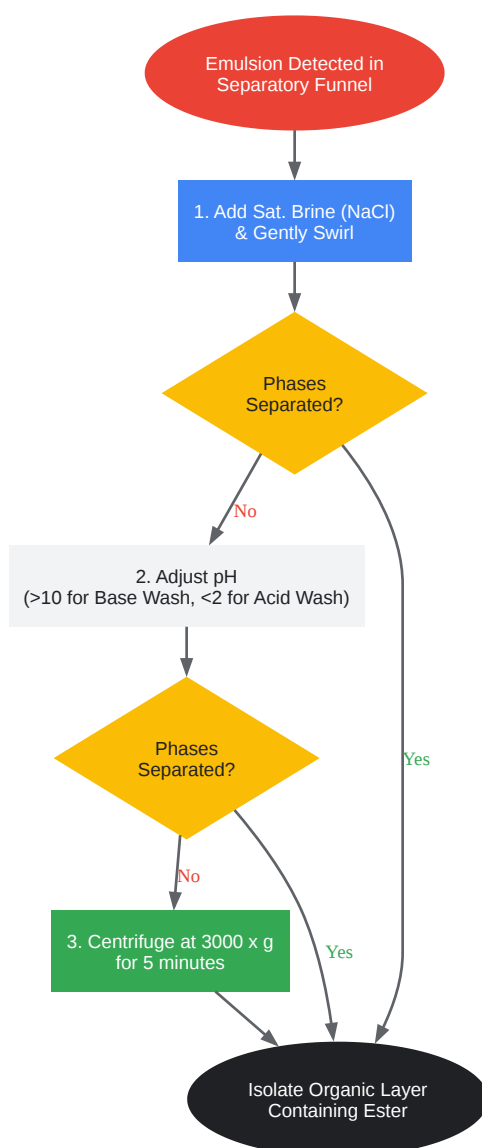 Emulsion Detected in
Separatory Funnel
1. Add Sat. Brine (NaCl)
& Gently Swirl
Phases
Separated?
No
2. Adjust pH
(>10 for Base Wash, <2 for Acid Wash)
Phases
Separated?
Yes
No
3. Centrifuge at 3000 x g
for 5 minutes
Yes
Isolate Organic Layer
Containing Ester